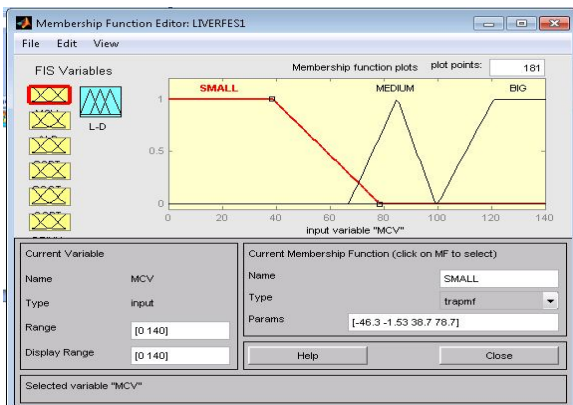 Membership Function Editor: LIVERFES1
File Edit View
FIS Variables
L-D
Membership function plots
plot points:
181
SMALL
MEDIUM
BIG
1
0.5
0
0 20 40 60 80 100 120 140
input variable "MCV"
Current Variable
Name MCV
Type input
Range [0 140]
Display Range [0 140]
Current Membership Function (click on MF to select)
Name SMALL
Type trapmf
Params [-46.3 -1.53 38.7 78.7]
Help
Close
Selected variable "MCV"